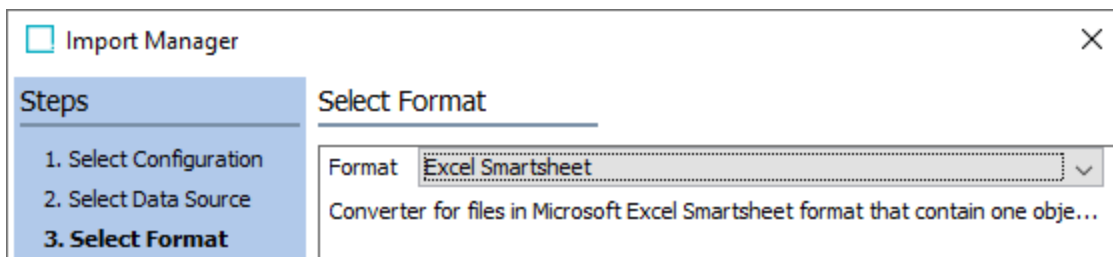 Import Manager
Steps
Select Format
1. Select Configuration
2. Select Data Source
3. Select Format
Format Excel Smartsheet
Converter for files in Microsoft Excel Smartsheet format that contain one obje...